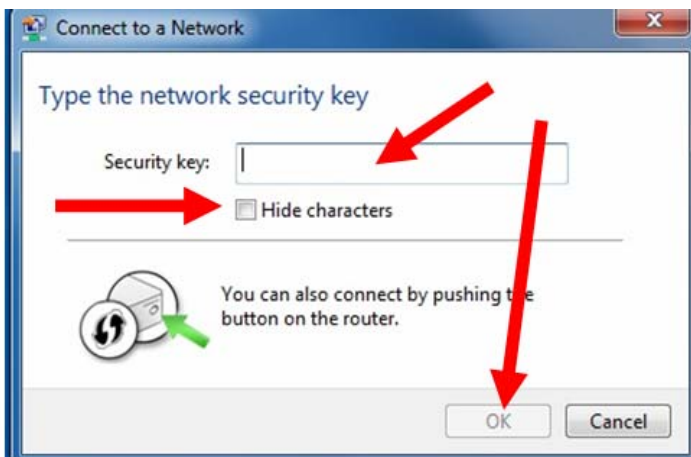 Connect to a Network
Type the network security key
Security key:
Hide characters
You can also connect by pushing the
button on the router.
OK
Cancel